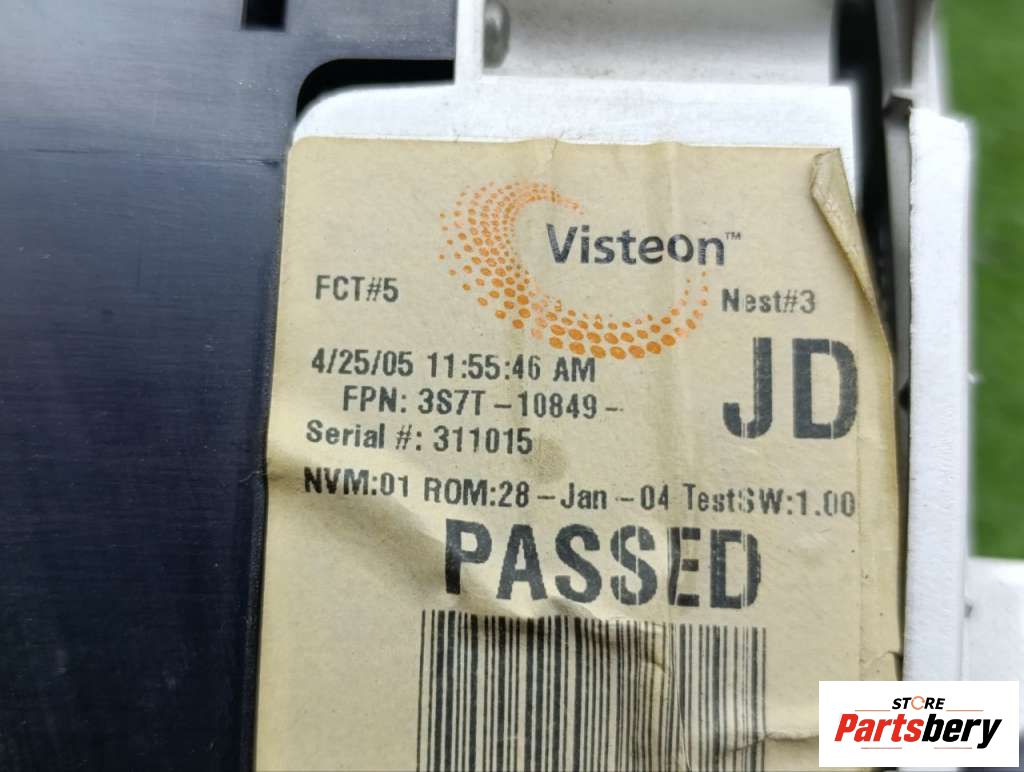 Visteon™
FCT#5
Nest#3
4/25/05 11:55:46 AM
JD
FPN: 3S7T-10849-
Serial #: 311015
NVM:01 ROM:28-Jan-04 TestSW:1.00
PASSED
STORE
Partsbery